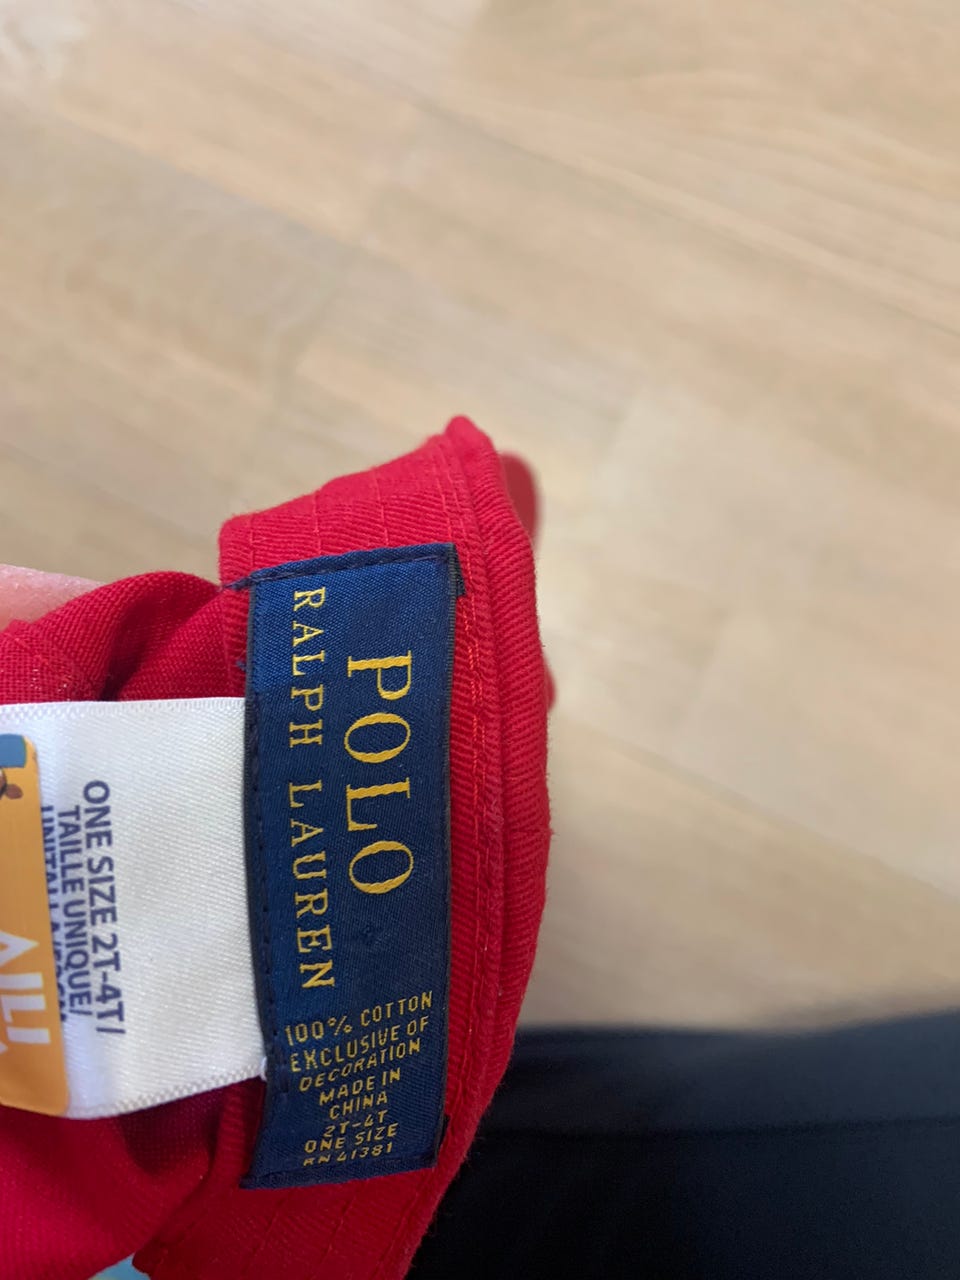 POLO
RALPH LAUREN
100% COTTON
EXCLUSIVE OF
DECORATION
MADE IN
CHINA
2T-4T
ONE SIZE
RN 41381
ONE SIZE 2T-4T/
TAILLE UNIQUE/